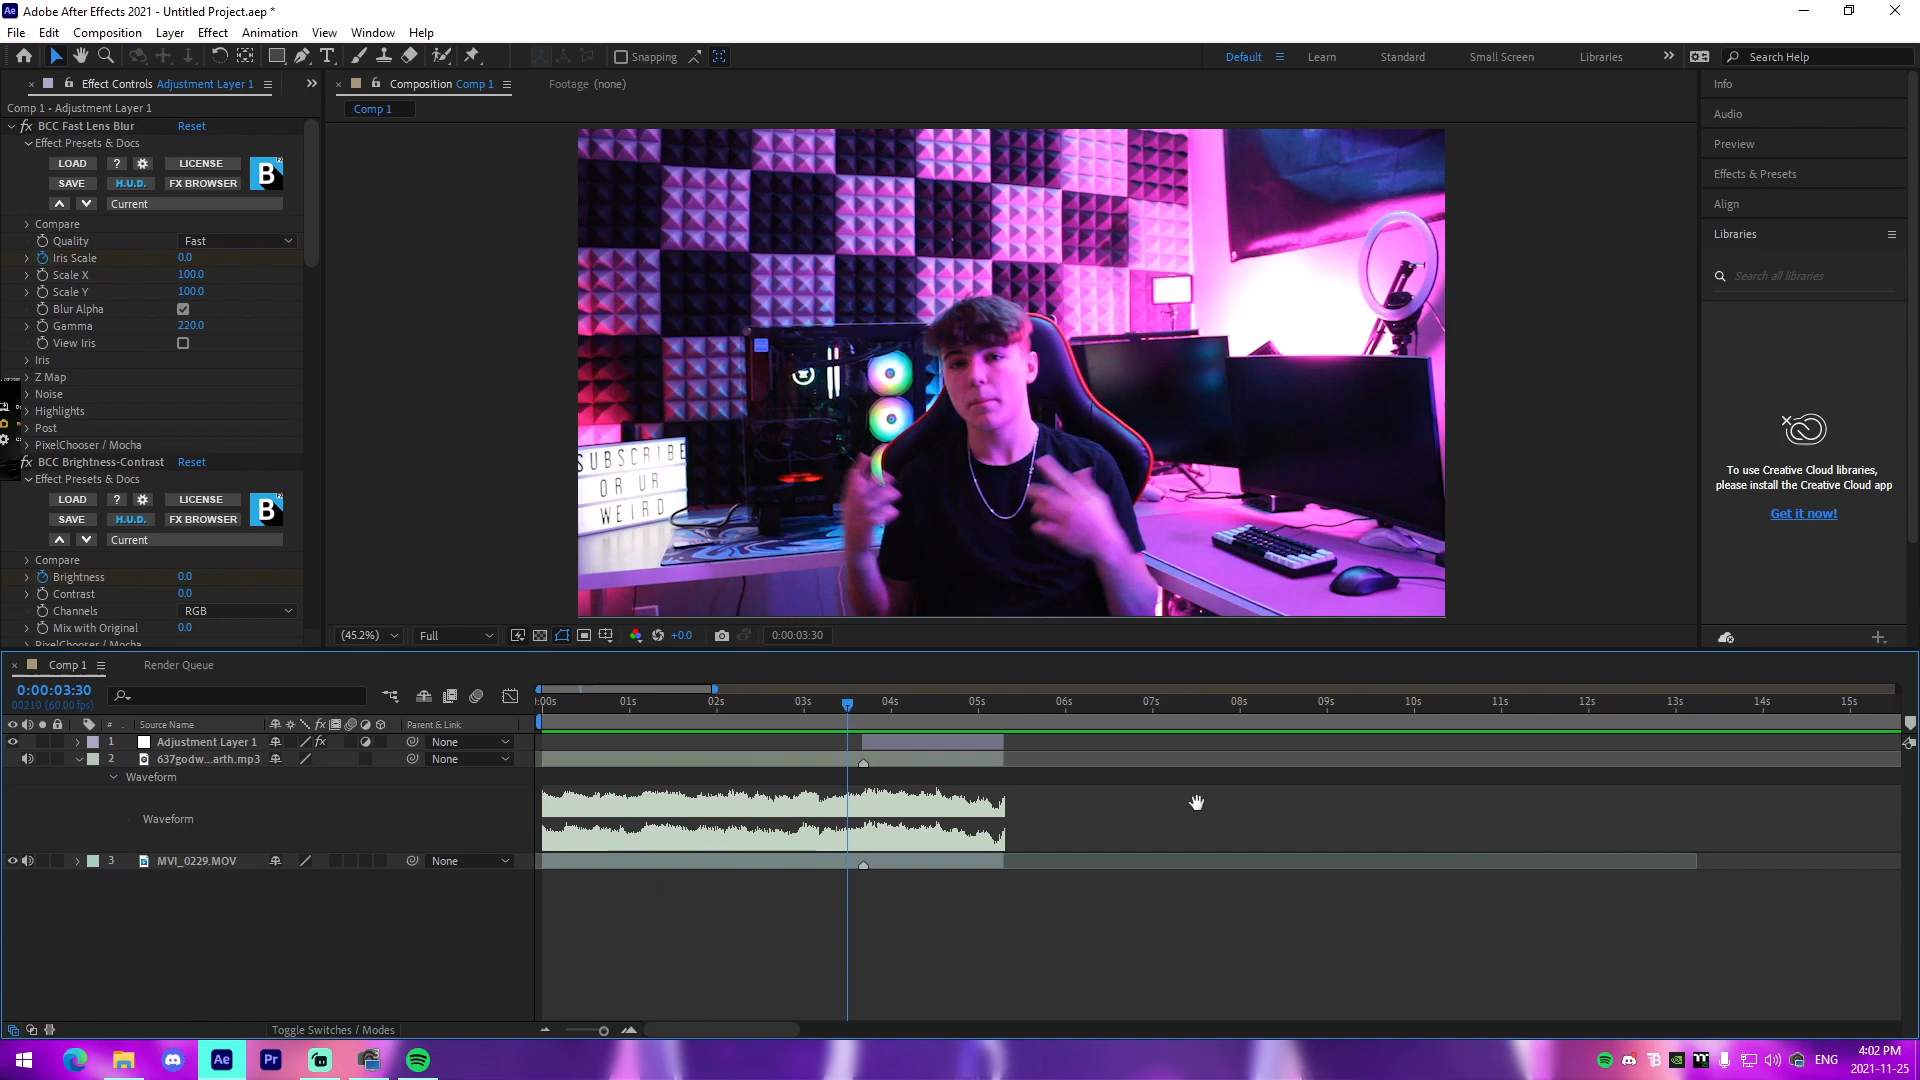 Adobe After Effects 2021 - Untitled Project.aep *
File Edit Composition Layer Effect Animation View Window Help
Snapping
Default Learn Standard Small Screen Libraries Search Help
Effect Controls Adjustment Layer 1
Composition Comp 1
Footage (none)
Comp 1 • Adjustment Layer 1
Comp 1
fx BCC Fast Lens Blur Reset
Effect Presets & Docs
LOAD ? LICENSE
SAVE H.U.D. FX BROWSER
B
Current
Compare
Quality Fast
Iris Scale 0.0
Scale X 100.0
Scale Y 100.0
Blur Alpha
Gamma 220.0
View Iris
Iris
Z Map
Noise
Highlights
Post
PixelChooser / Mocha
fx BCC Brightness-Contrast Reset
Effect Presets & Docs
LOAD ? LICENSE
SAVE H.U.D. FX BROWSER
B
Current
Compare
Brightness 0.0
Contrast 0.0
Channels RGB
Mix with Original 0.0
PixelChooser / Mocha
SUBSCRIBE
OR UR
WEIRD
(45.2%) Full +0.0 0:00:03:30
Info
Audio
Preview
Effects & Presets
Align
Libraries
Search all libraries
To use Creative Cloud libraries,
please install the Creative Cloud app
Get it now!
Comp 1
Render Queue
0:00:03:30
00210 (60.00 fps)
:00s 01s 02s 03s 04s 05s 06s 07s 08s 09s 10s 11s 12s 13s 14s 15s
# Source Name fx Parent & Link
1 Adjustment Layer 1 fx None
2 637godw...arth.mp3 None
Waveform
Waveform
3 MVI_0229.MOV None
Toggle Switches / Modes
Ae Pr
ENG
4:02 PM
2021-11-25